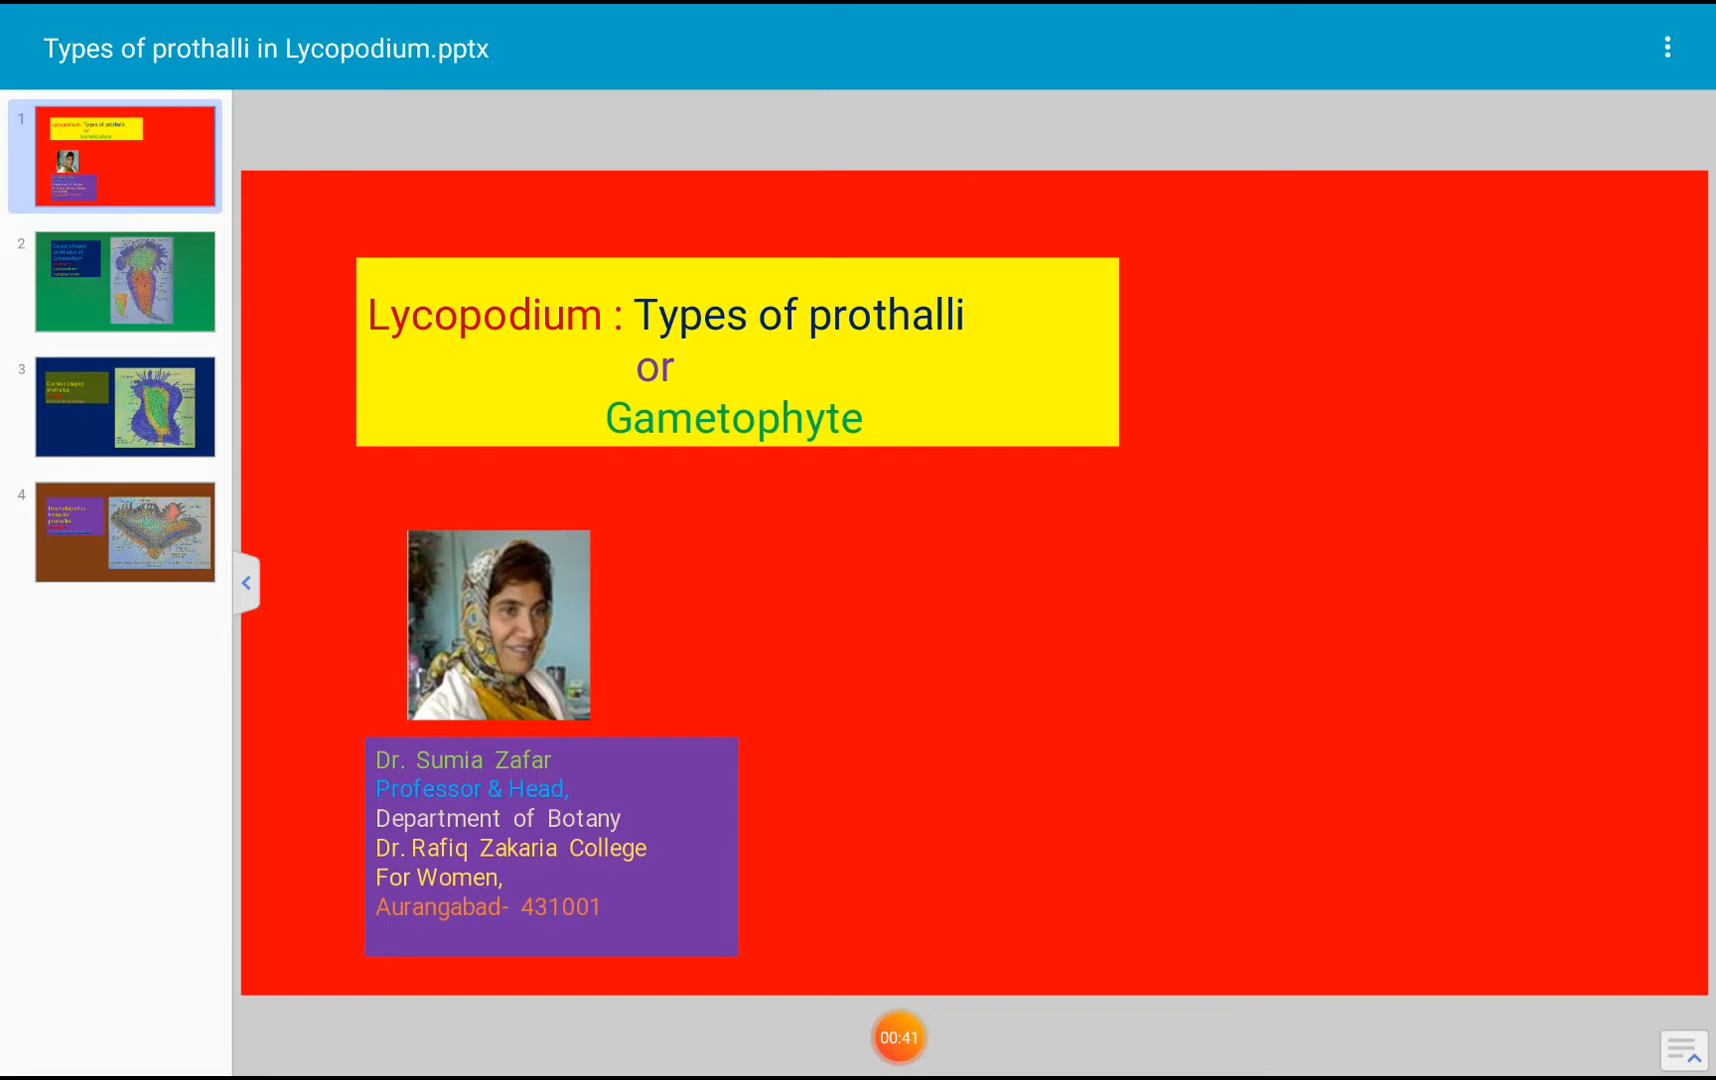 Types of prothalli in Lycopodium.pptx
1
2
3
4
Lycopodium : Types of prothalli
or
Gametophyte
Dr. Sumia Zafar
Professor & Head,
Department of Botany
Dr. Rafiq Zakaria College
For Women,
Aurangabad- 431001
00:41